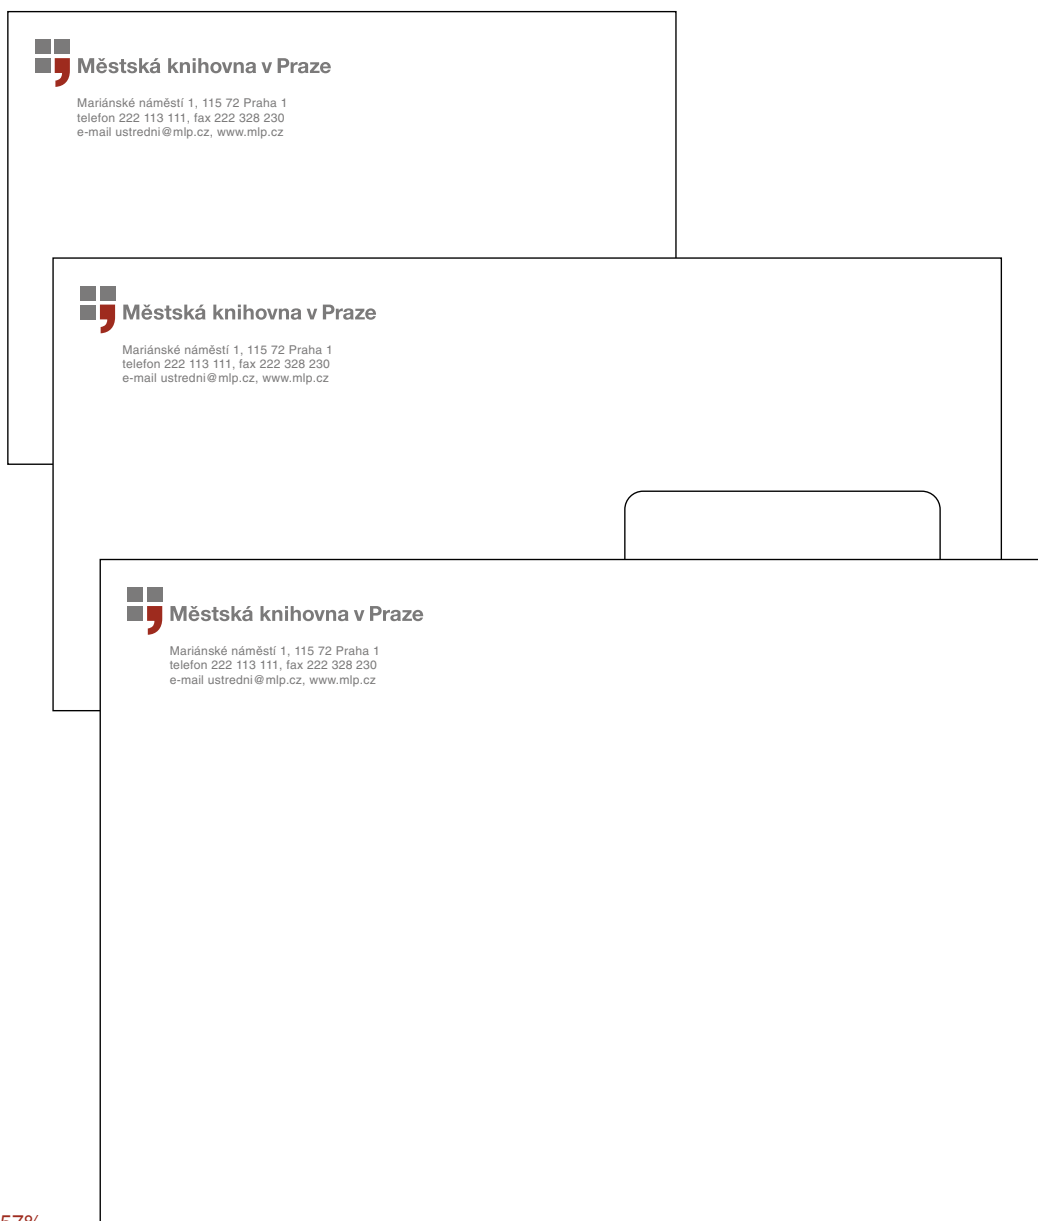 Městská knihovna v Praze
Mariánské náměstí 1, 115 72 Praha 1
telefon 222 113 111, fax 222 328 230
e-mail ustredni@mlp.cz, www.mlp.cz
Městská knihovna v Praze
Mariánské náměstí 1, 115 72 Praha 1
telefon 222 113 111, fax 222 328 230
e-mail ustredni@mlp.cz, www.mlp.cz
Městská knihovna v Praze
Mariánské náměstí 1, 115 72 Praha 1
telefon 222 113 111, fax 222 328 230
e-mail ustredni@mlp.cz, www.mlp.cz